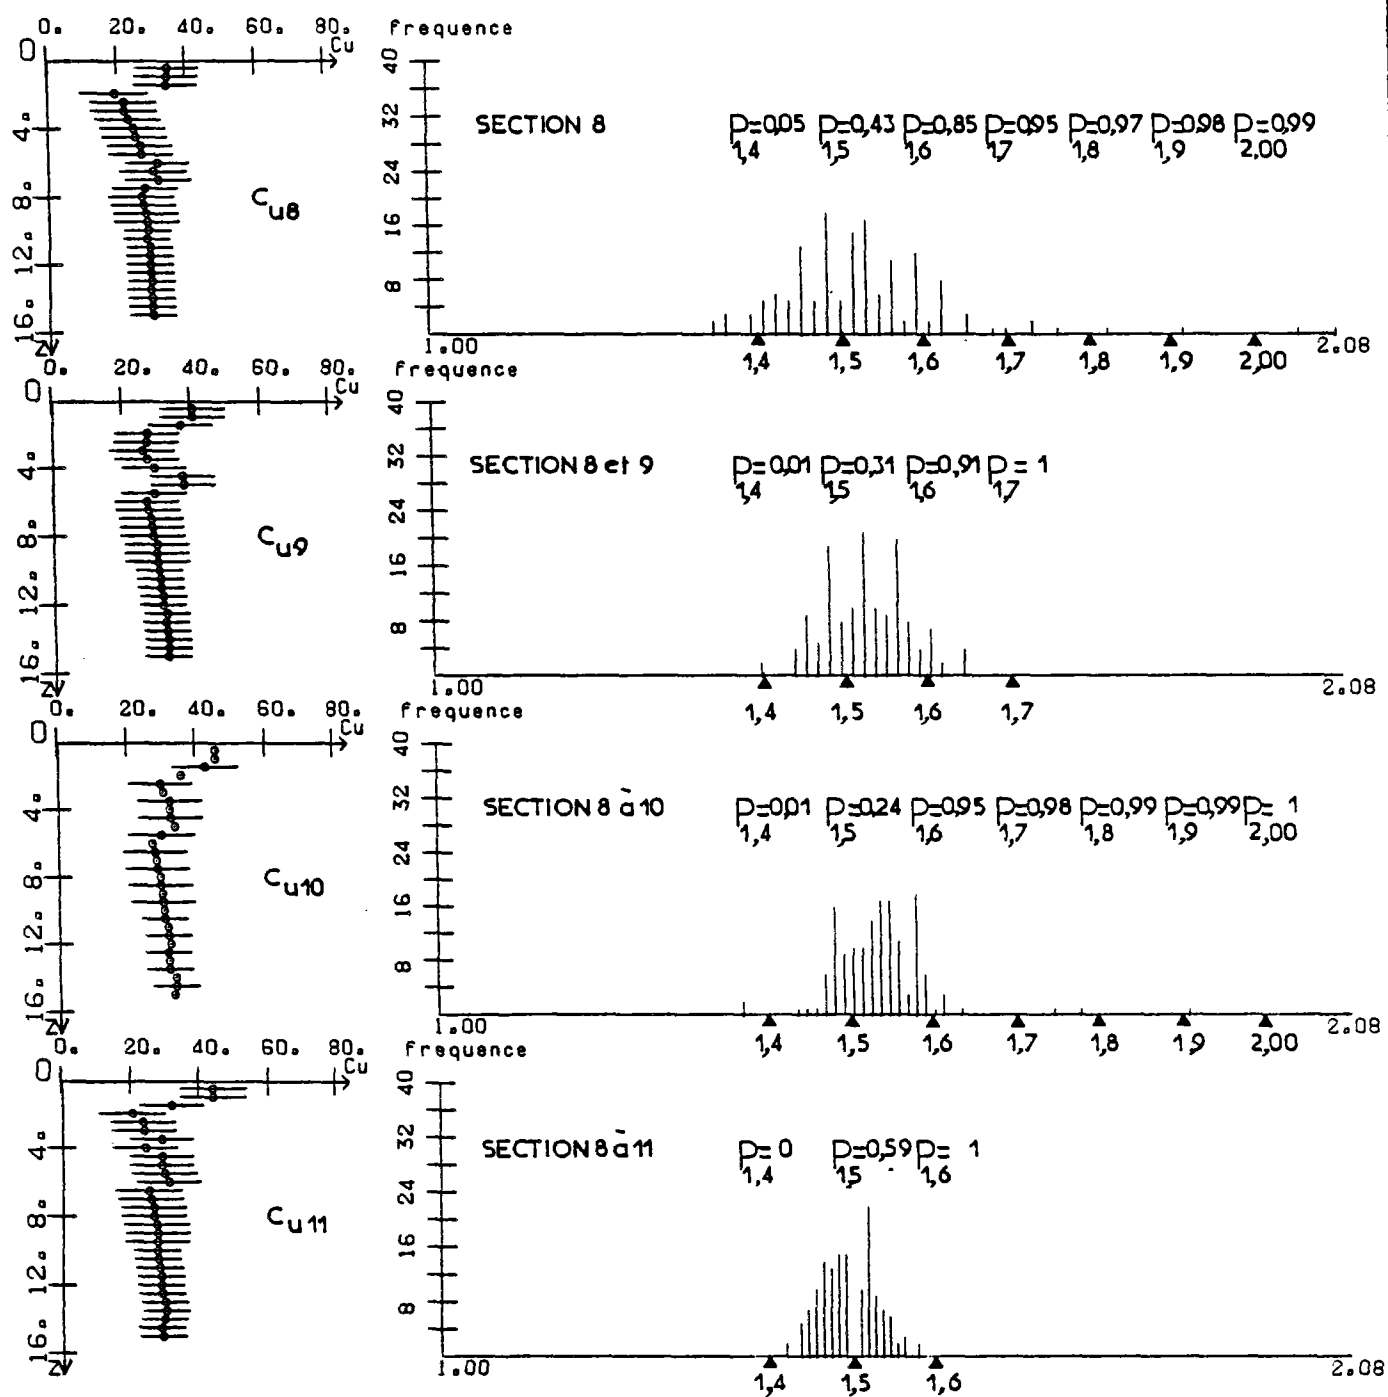 0. 20. 40. 60. 80. frequence
0 Cu
40
SECTION 8 P=0,05 P=0,43 P=0,85 P=0,95 P=0,97 P=0,98 P=0,99
32 1,4 1,5 1,6 1,7 1,8 1,9 2,00
4.
24
Cu8
8.
16
12.
8
16.
Z 1.00 1,4 1,5 1,6 1,7 1,8 1,9 2,00 2.08
0. 20. 40. 60. 80. frequence
0 Cu
40
SECTION 8 et 9 P=0,01 P=0,31 P=0,91 P=1
32 1,4 1,5 1,6 1,7
4.
24
Cu9
8.
16
12.
8
16.
Z 1.00 1,4 1,5 1,6 1,7 2.08
0. 20. 40. 60. 80. frequence
0 Cu
40
SECTION 8 à 10 P=0,01 P=0,24 P=0,95 P=0,98 P=0,99 P=0,99 P=1
32 1,4 1,5 1,6 1,7 1,8 1,9 2,00
4.
24
Cu10
8.
16
12.
8
16.
Z 1.00 1,4 1,5 1,6 1,7 1,8 1,9 2,00 2.08
0. 20. 40. 60. 80. frequence
0 Cu
40
SECTION 8 à 11 P=0 P=0,59 P=1
32 1,4 1,5 1,6
4.
24
Cu11
8.
16
12.
8
16.
Z 1.00 1,4 1,5 1,6 2.08